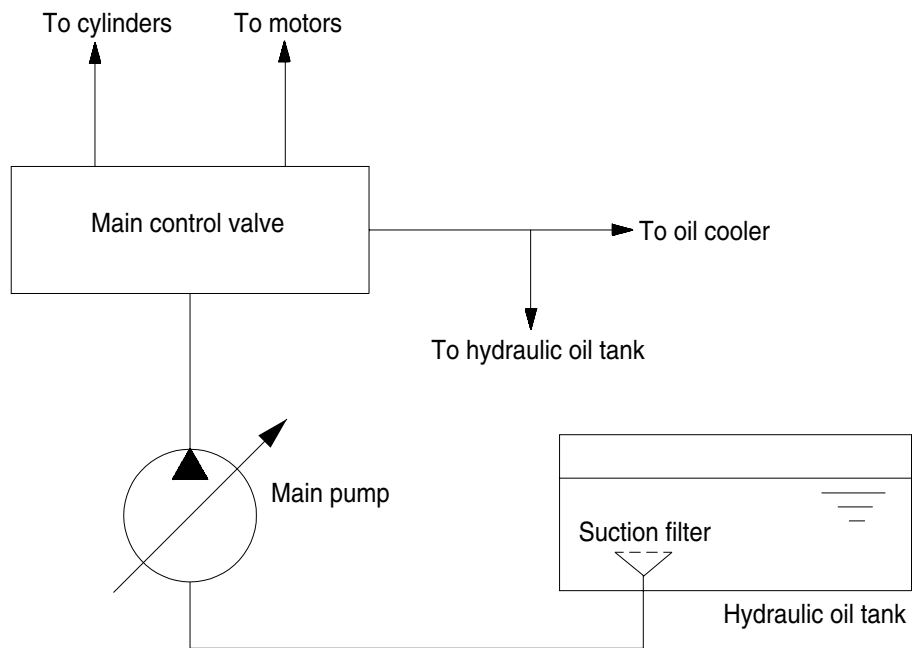 To cylinders
To motors
Main control valve
To oil cooler
To hydraulic oil tank
Main pump
Suction filter
Hydraulic oil tank